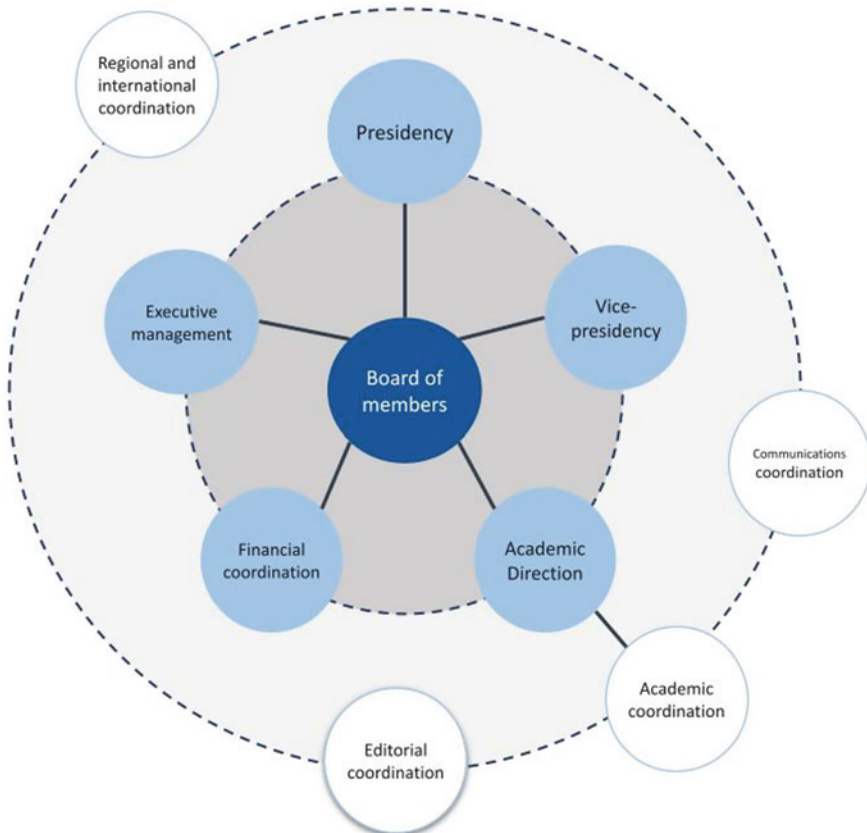 Regional and
international
coordination
Presidency
Executive
management
Vice-
presidency
Board of
members
Communications
coordination
Financial
coordination
Academic
Direction
Academic
coordination
Editorial
coordination